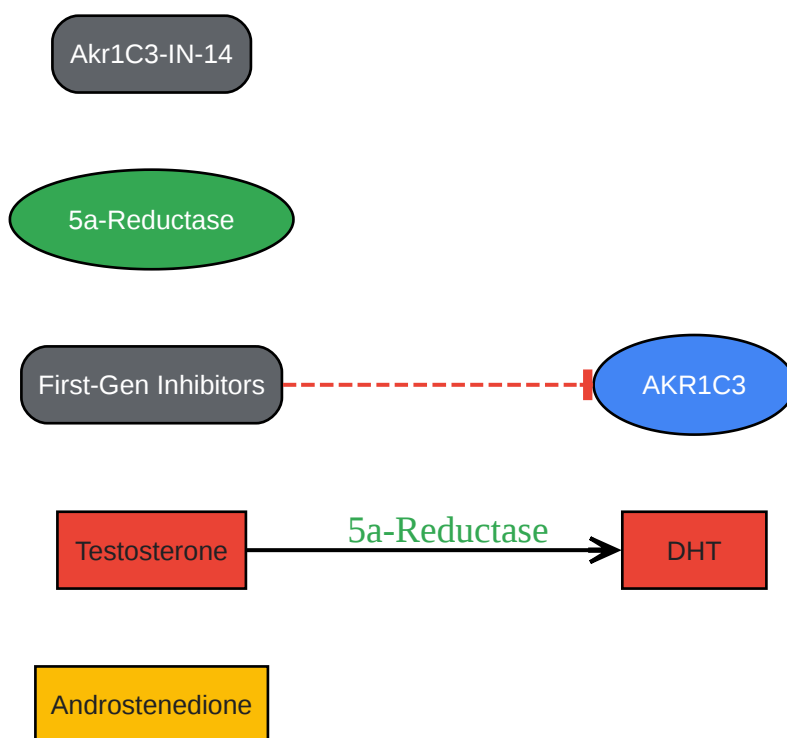 Akr1C3-IN-14
5a-Reductase
First-Gen Inhibitors
AKR1C3
5a-Reductase
Testosterone
DHT
Androstenedione